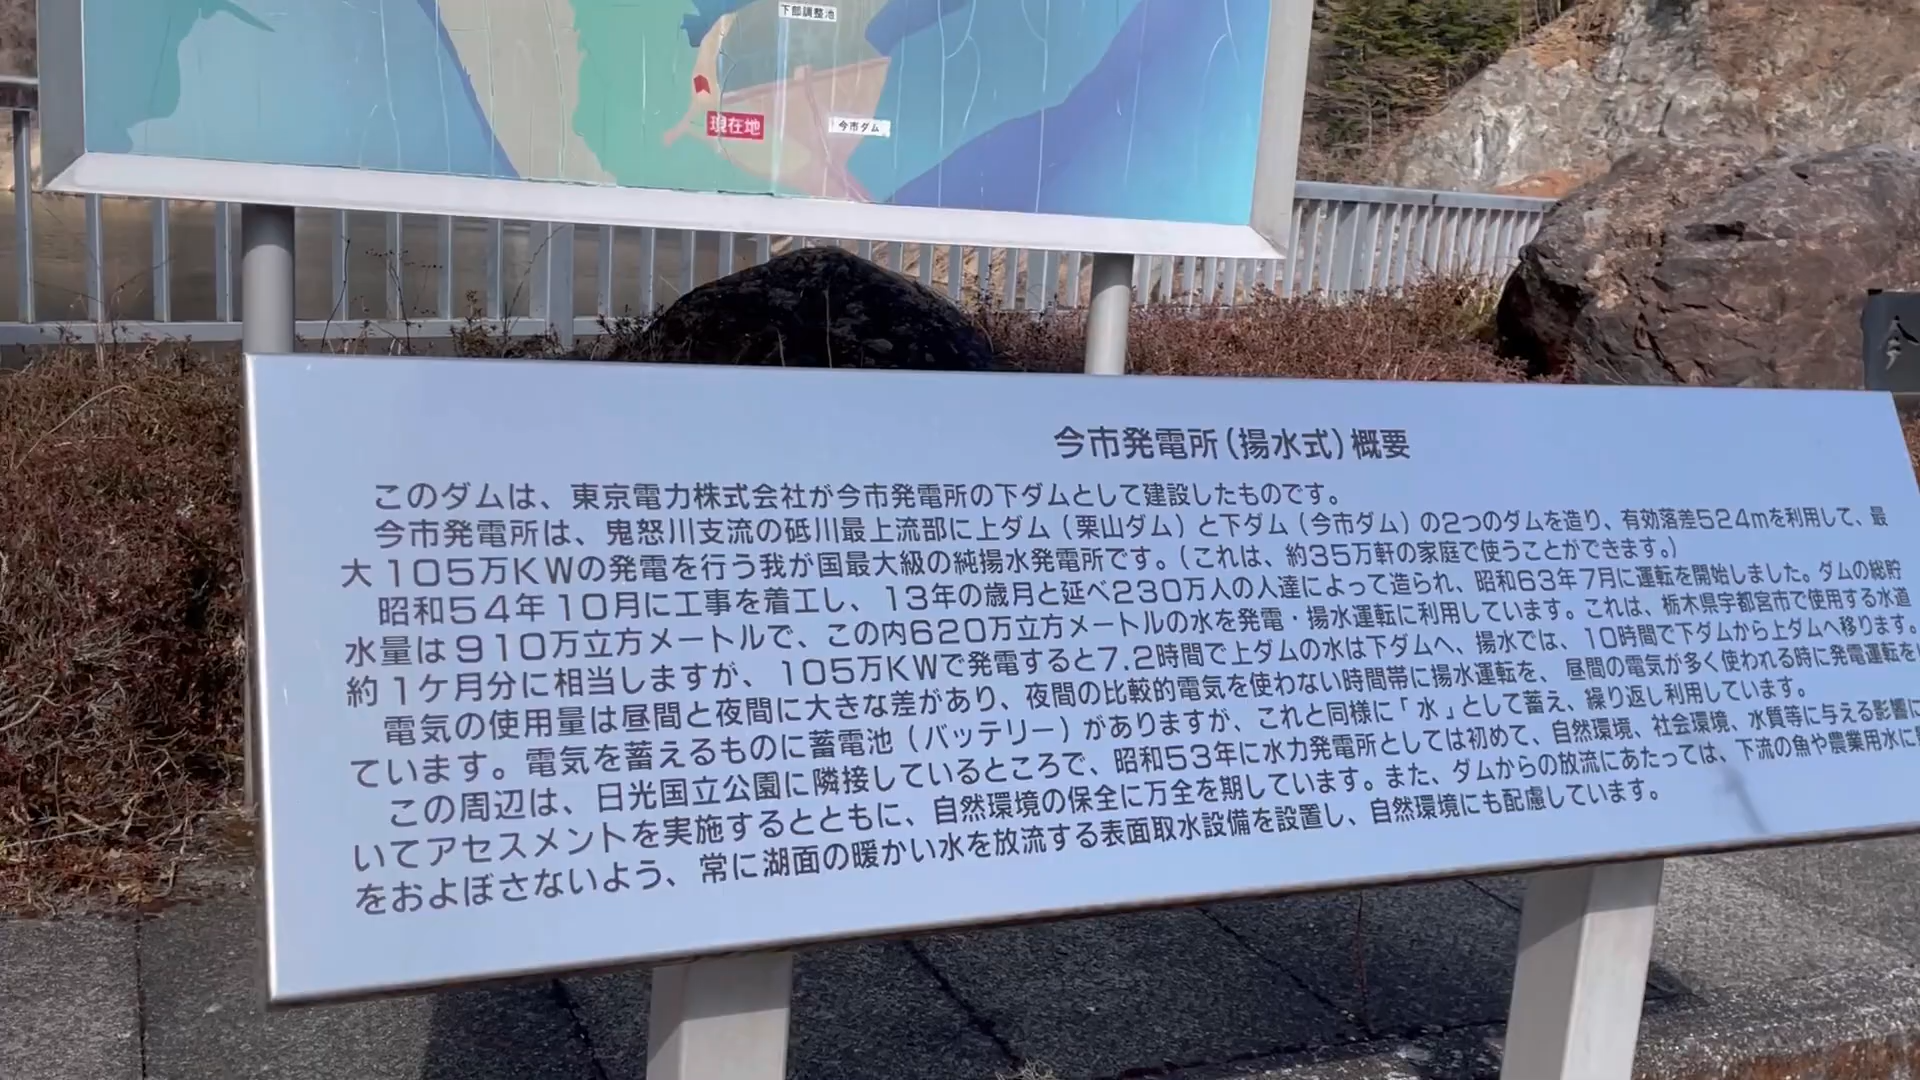 下部調整池
現在地
今市ダム
今
今市発電所(揚水式)概要
このダムは、東京電力株式会社が今市発電所の下ダムとして建設したものです。
今市発電所は、鬼怒川支流の砥川最上流部に上ダム(栗山ダム)と下ダム(今市ダム)の2つのダムを造り、有効落差524mを利用して、最
大105万KWの発電を行う我が国最大級の純揚水発電所です。(これは、約35万軒の家庭で使うことができます。)
昭和54年10月に工事を着工し、13年の歳月と延べ230万人の人達によって造られ、昭和63年7月に運転を開始しました。ダムの総貯
水量は910万立方メートルで、この内620万立方メートルの水を発電・揚水運転に利用しています。これは、栃木県宇都宮市で使用する水道
約1ケ月分に相当しますが、105万KWで発電すると7.2時間で上ダムの水は下ダムへ、揚水では、10時間で下ダムから上ダムへ移ります。
電気の使用量は昼間と夜間に大きな差があり、夜間の比較的電気を使わない時間帯に揚水運転を、昼間の電気が多く使われる時に発電運転を
ています。電気を蓄えるものに蓄電池(バッテリー)がありますが、これと同様に「水」として蓄え、繰り返し利用しています。
この周辺は、日光国立公園に隣接しているところで、昭和53年に水力発電所としては初めて、自然環境、社会環境、水質等に与える影響に
いてアセスメントを実施するとともに、自然環境の保全に万全を期しています。また、ダムからの放流にあたっては、下流の魚や農業用水に
をおよぼさないよう、常に湖面の暖かい水を放流する表面取水設備を設置し、自然環境にも配慮しています。